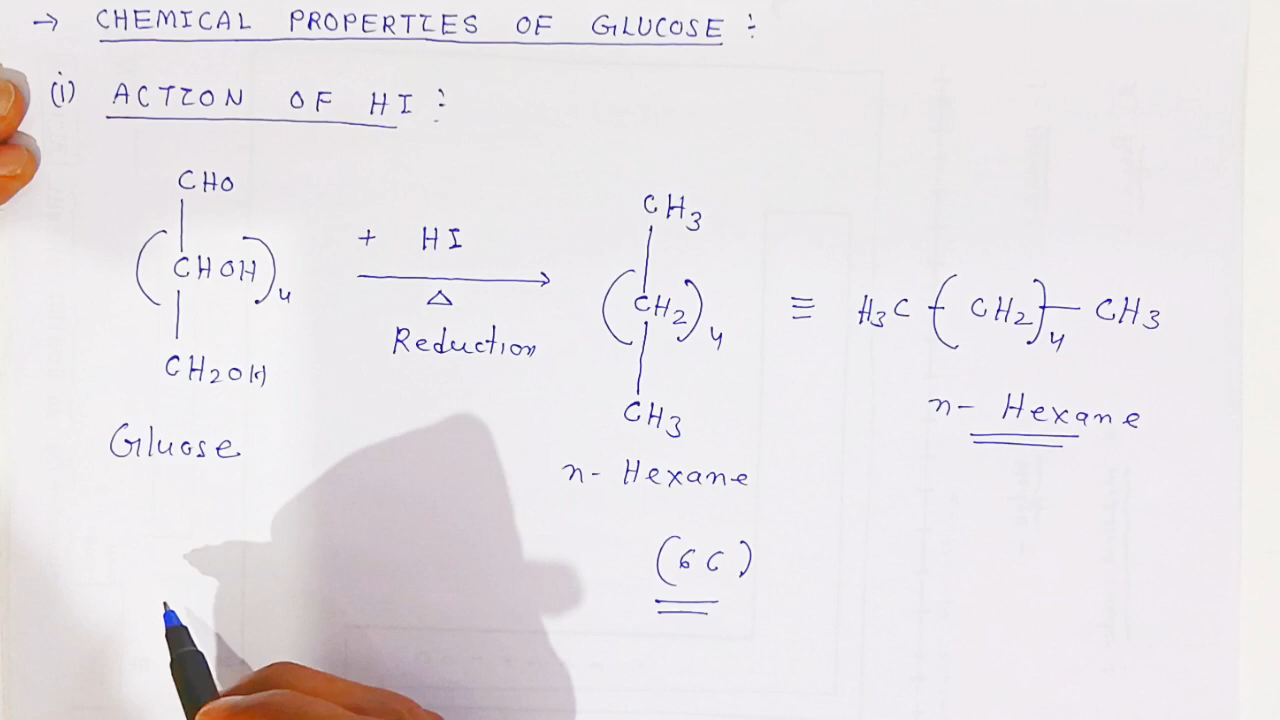 → CHEMICAL PROPERTIES OF GLUCOSE :
(i) ACTION OF HI :
CHO
(CHOH)4
CH2OH
Gluose
+ HI
Δ
Reduction
CH3
(CH2)4
CH3
n- Hexane
(6C)
≡ H3C-(CH2)4-CH3
n- Hexane